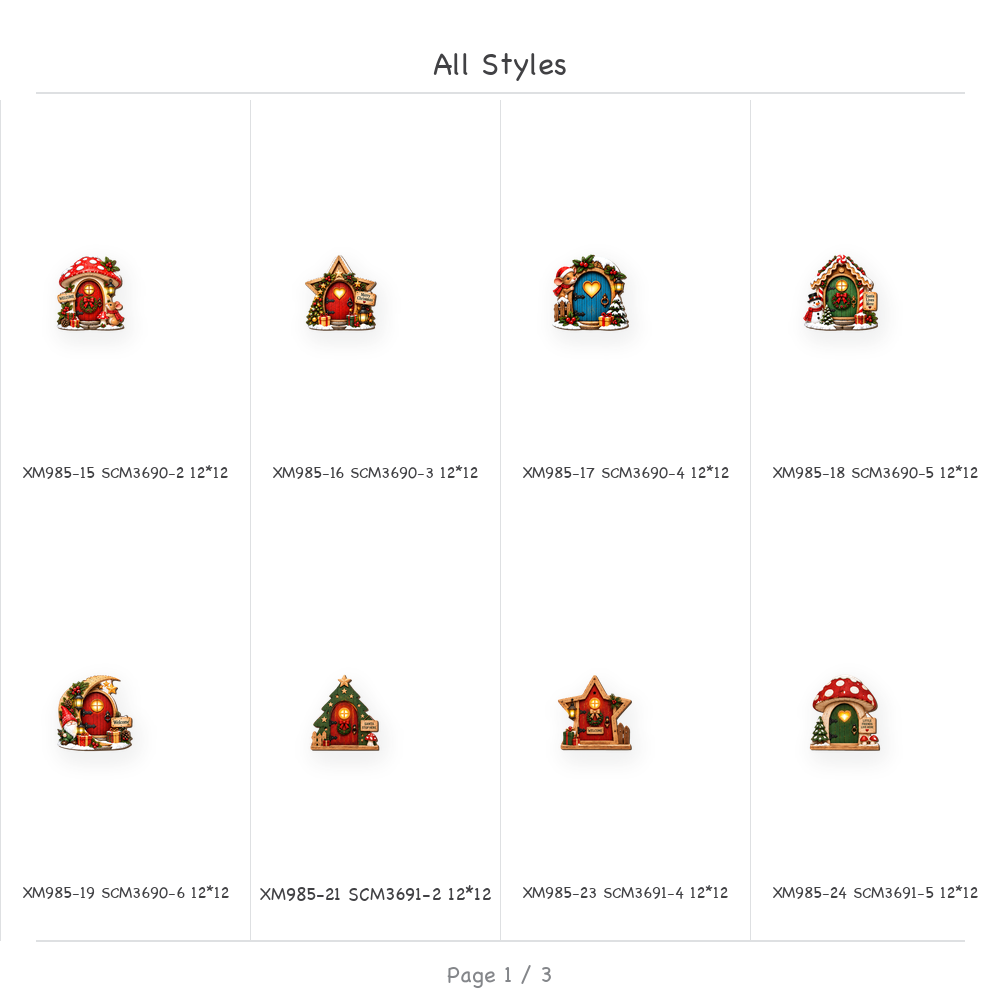 All Styles
XM985-15 SCM3690-2 12*12
XM985-16 SCM3690-3 12*12
XM985-17 SCM3690-4 12*12
XM985-18 SCM3690-5 12*12
Welcome
XM985-19 SCM3690-6 12*12
XM985-21 SCM3691-2 12*12
WELCOME
XM985-23 SCM3691-4 12*12
XM985-24 SCM3691-5 12*12
Page 1 / 3